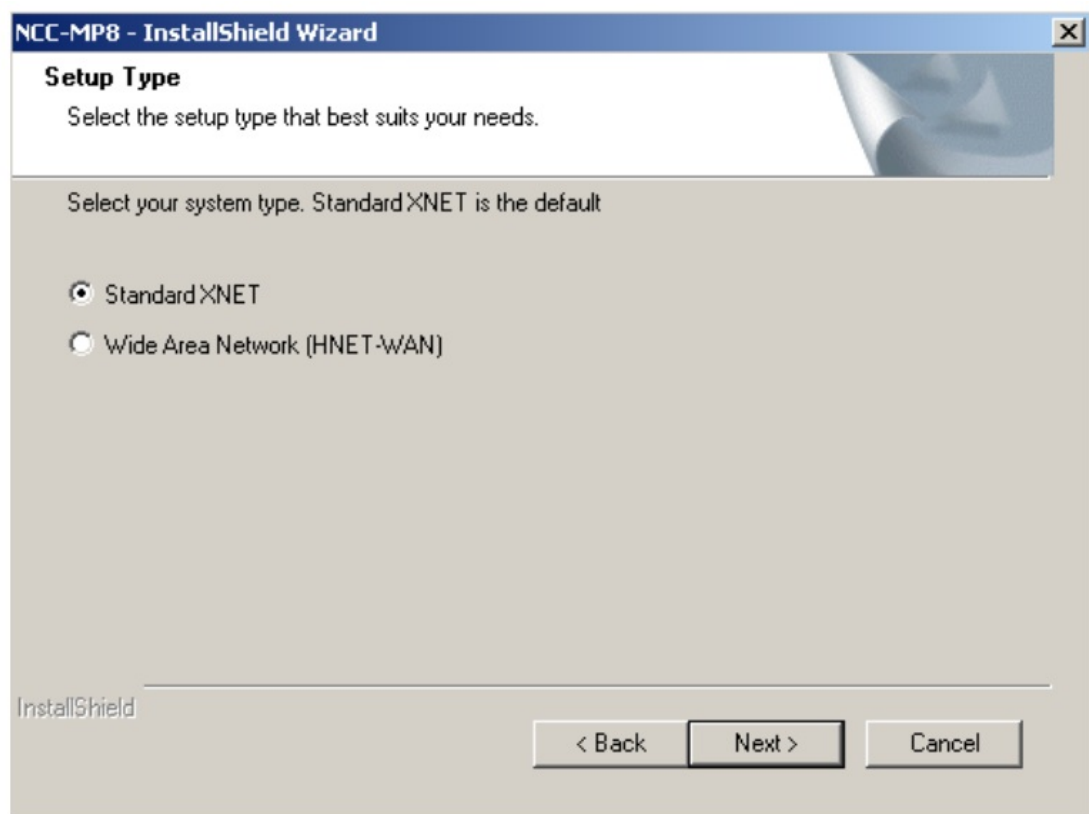 NCC-MP8 - InstallShield Wizard
Setup Type
Select the setup type that best suits your needs.
Select your system type. Standard XNET is the default
Standard XNET
Wide Area Network (HNET-WAN)
InstallShield
< Back
Next >
Cancel